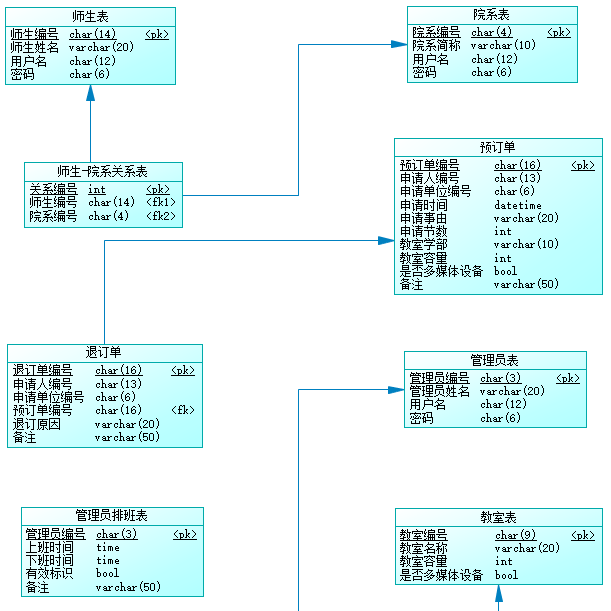 师生表
师生编号 char(14) <pk>
师生姓名 varchar(20)
用户名 char(12)
密码 char(6)
院系表
院系编号 char(4) <pk>
院系简称 varchar(10)
用户名 char(12)
密码 char(6)
师生-院系关系表
关系编号 int <pk>
师生编号 char(14) <fk1>
院系编号 char(4) <fk2>
预订单
预订单编号 char(16) <pk>
申请人编号 char(13)
申请单位编号 char(6)
申请时间 datetime
申请事由 varchar(20)
申请节数 int
教室学部 varchar(10)
教室容量 int
是否多媒体设备 bool
备注 varchar(50)
退订单
退订单编号 char(16) <pk>
申请人编号 char(13)
申请单位编号 char(6)
预订单编号 char(16) <fk>
退订原因 varchar(20)
备注 varchar(50)
管理员表
管理员编号 char(3) <pk>
管理员姓名 varchar(20)
用户名 char(12)
密码 char(6)
管理员排班表
管理员编号 char(3) <pk>
上班时间 time
下班时间 time
有效标识 bool
备注 varchar(50)
教室表
教室编号 char(9) <pk>
教室名称 varchar(20)
教室容量 int
是否多媒体设备 bool